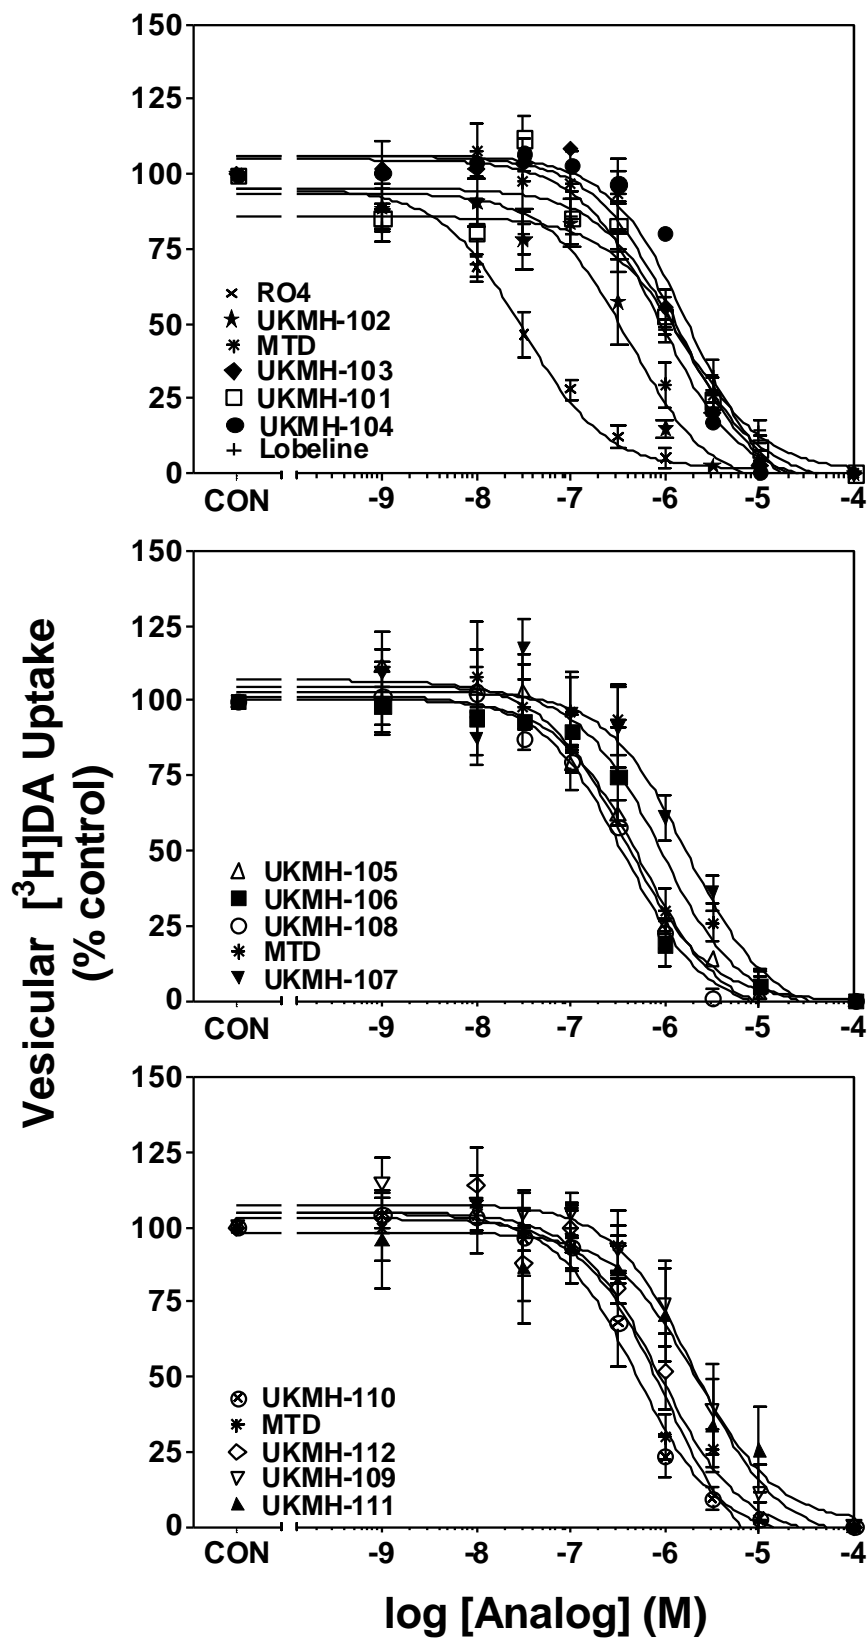 Vesicular [³H]DA Uptake
(% control)
150
125
100
75
50
25
0
RO4
UKMH-102
MTD
UKMH-103
UKMH-101
UKMH-104
Lobeline
CON -9 -8 -7 -6 -5 -4
150
125
100
75
50
25
0
UKMH-105
UKMH-106
UKMH-108
MTD
UKMH-107
CON -9 -8 -7 -6 -5 -4
150
125
100
75
50
25
0
UKMH-110
MTD
UKMH-112
UKMH-109
UKMH-111
CON -9 -8 -7 -6 -5 -4
log [Analog] (M)